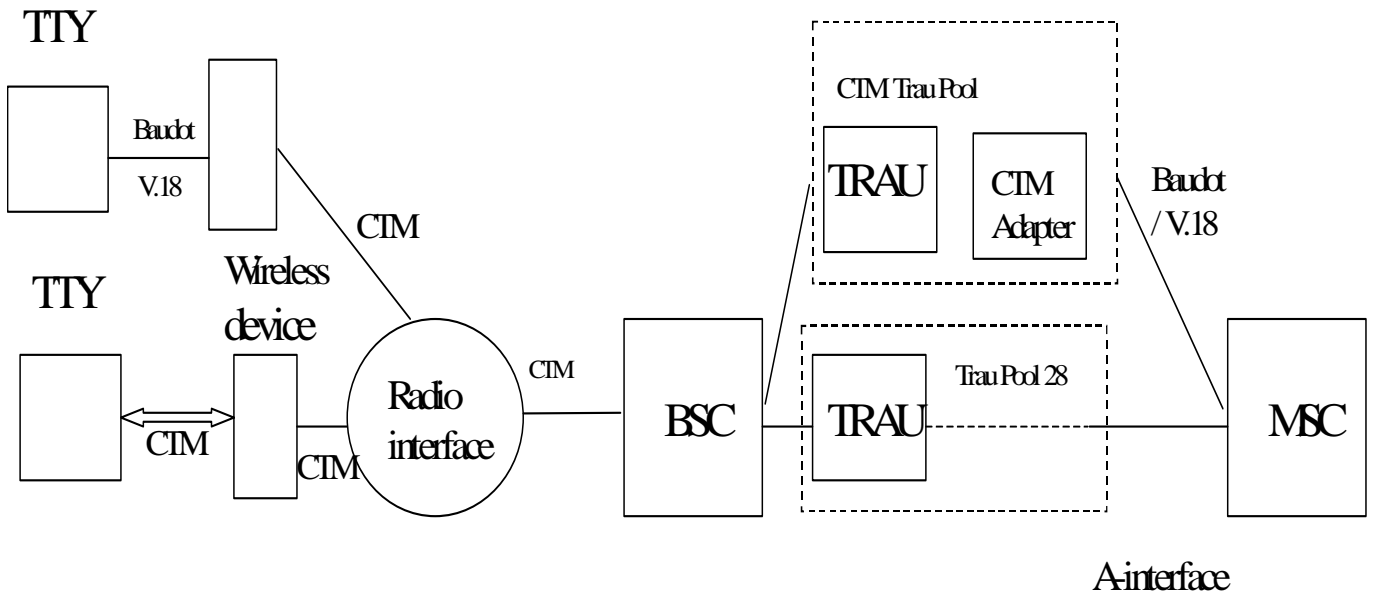 TTY
Baudot
V.18
CTM
Wireless
device
TTY
CTM
CTM
Radio
interface
CTM
BSC
CTM Trau Pool
TRAU
CTM
Adapter
Baudot
/ V.18
Trau Pool 28
TRAU
MSC
A-interface